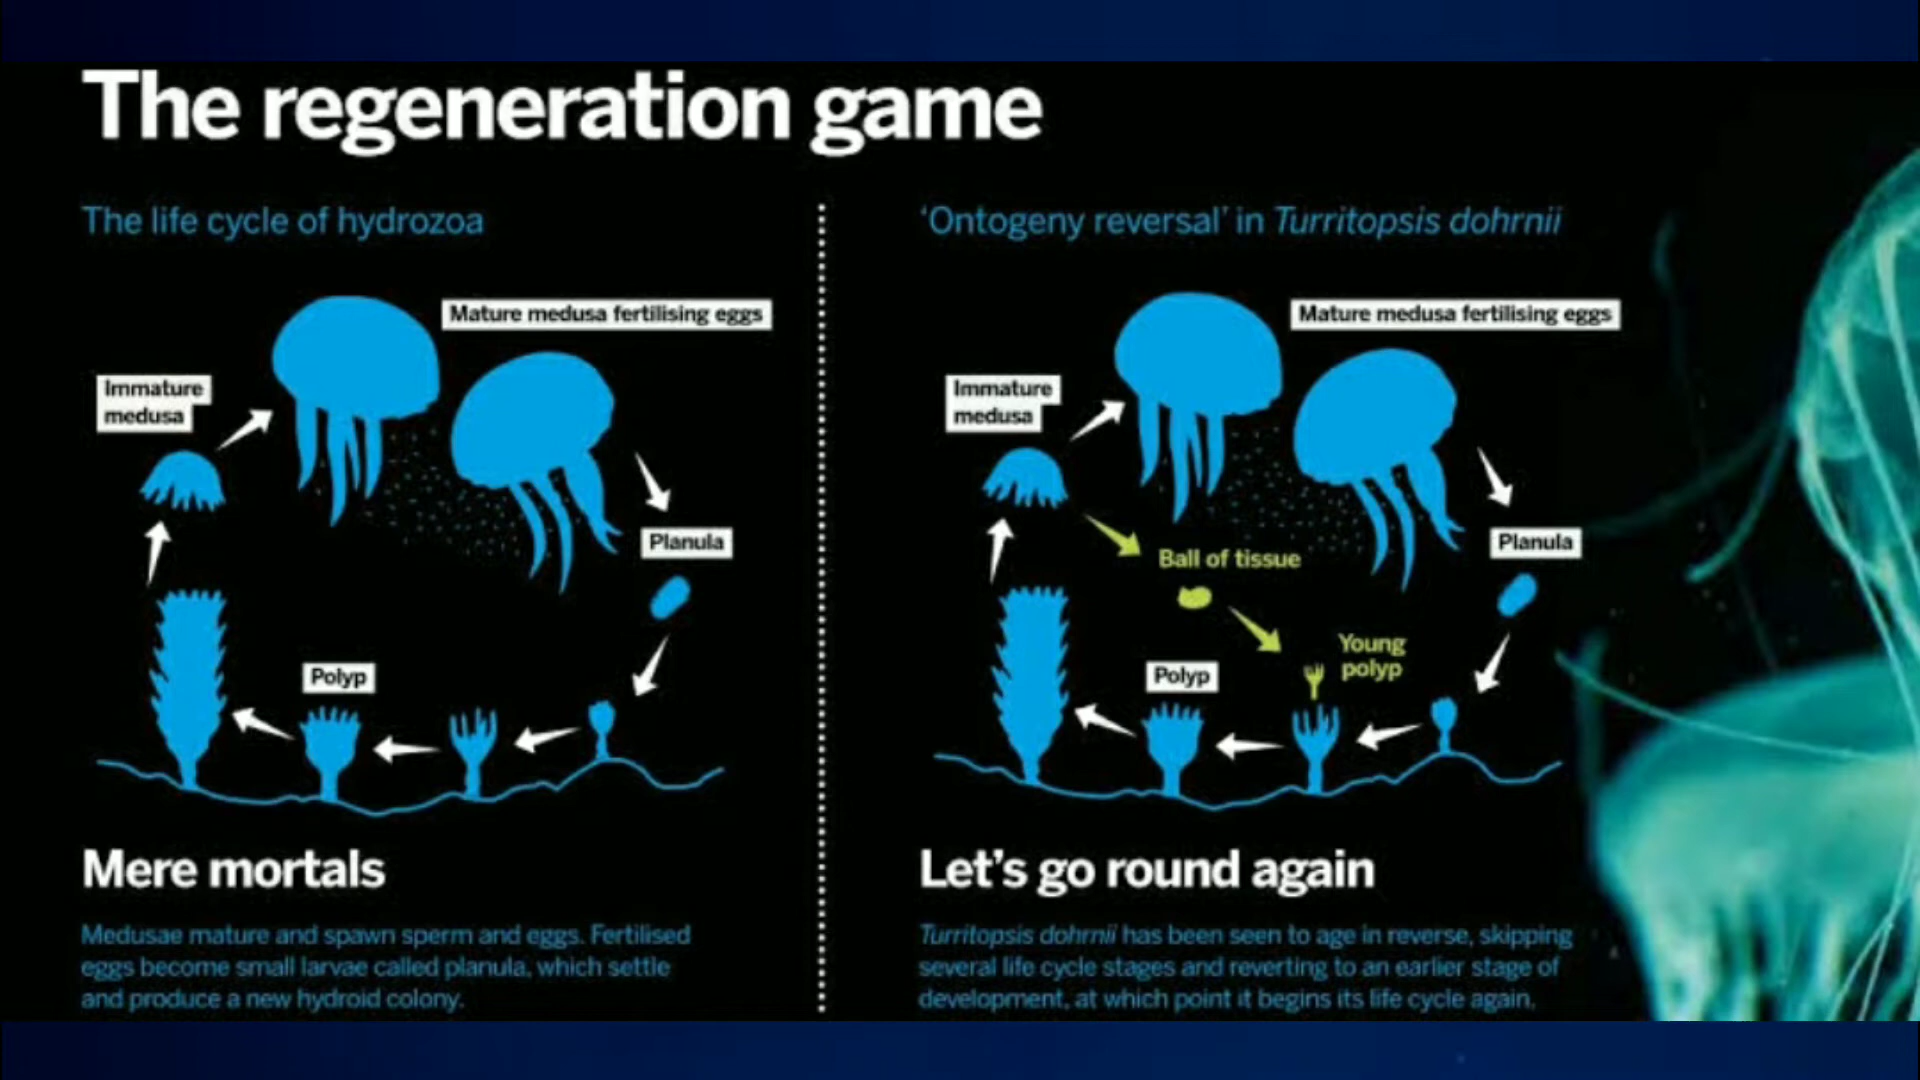 The regeneration game
The life cycle of hydrozoa
Mature medusa fertilising eggs
Immature
medusa
Planula
Polyp
Mere mortals
Medusae mature and spawn sperm and eggs. Fertilised
eggs become small larvae called planula, which settle
and produce a new hydroid colony.
‘Ontogeny reversal’ in Turritopsis dohrnii
Mature medusa fertilising eggs
Immature
medusa
Ball of tissue
Planula
Young
polyp
Polyp
Let’s go round again
Turritopsis dohrnii has been seen to age in reverse, skipping
several life cycle stages and reverting to an earlier stage of
development, at which point it begins its life cycle again.